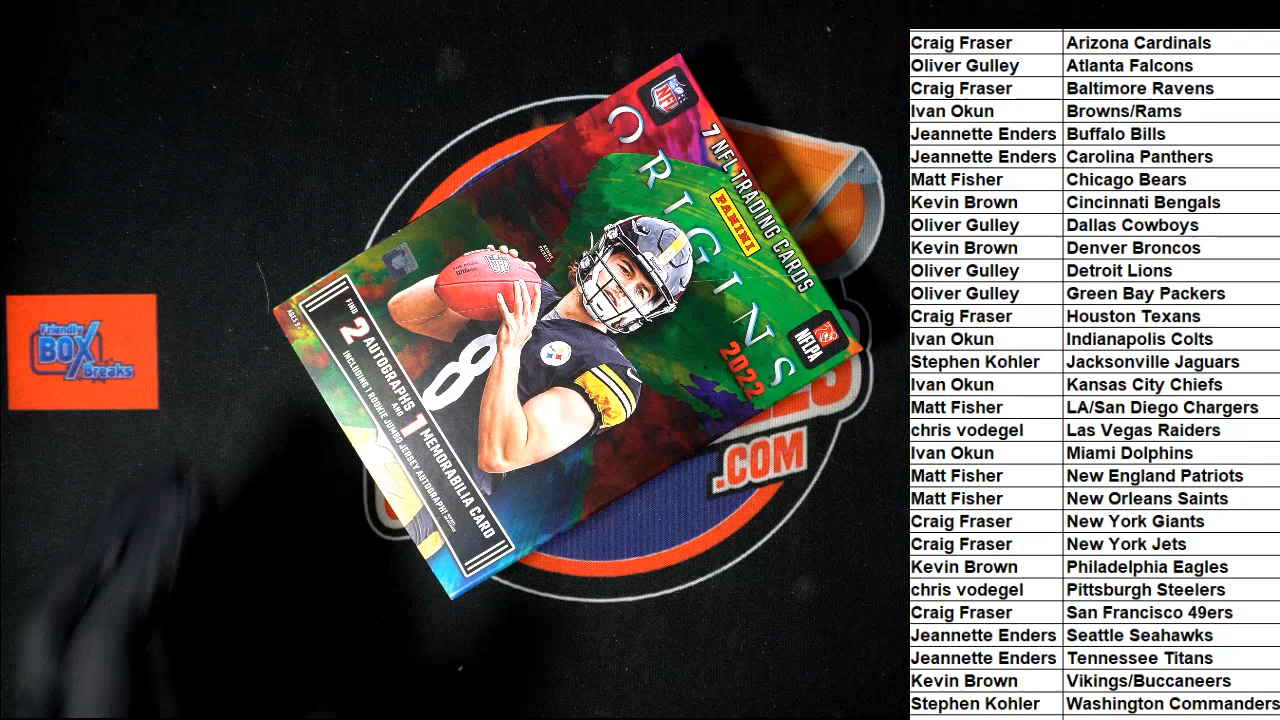 Friendly
BOX
Breaks
NFL
ORIGINS
2022
7 NFL TRADING CARDS
PANINI
NFLPA
FIND
2 AUTOGRAPHS
AND
1 MEMORABILIA CARD
INCLUDING 1 ROOKIE JUMBO JERSEY AUTOGRAPH!
8
.COM
Craig Fraser Arizona Cardinals
Oliver Gulley Atlanta Falcons
Craig Fraser Baltimore Ravens
Ivan Okun Browns/Rams
Jeannette Enders Buffalo Bills
Jeannette Enders Carolina Panthers
Matt Fisher Chicago Bears
Kevin Brown Cincinnati Bengals
Oliver Gulley Dallas Cowboys
Kevin Brown Denver Broncos
Oliver Gulley Detroit Lions
Oliver Gulley Green Bay Packers
Craig Fraser Houston Texans
Ivan Okun Indianapolis Colts
Stephen Kohler Jacksonville Jaguars
Ivan Okun Kansas City Chiefs
Matt Fisher LA/San Diego Chargers
chris vodegel Las Vegas Raiders
Ivan Okun Miami Dolphins
Matt Fisher New England Patriots
Matt Fisher New Orleans Saints
Craig Fraser New York Giants
Craig Fraser New York Jets
Kevin Brown Philadelphia Eagles
chris vodegel Pittsburgh Steelers
Craig Fraser San Francisco 49ers
Jeannette Enders Seattle Seahawks
Jeannette Enders Tennessee Titans
Kevin Brown Vikings/Buccaneers
Stephen Kohler Washington Commanders